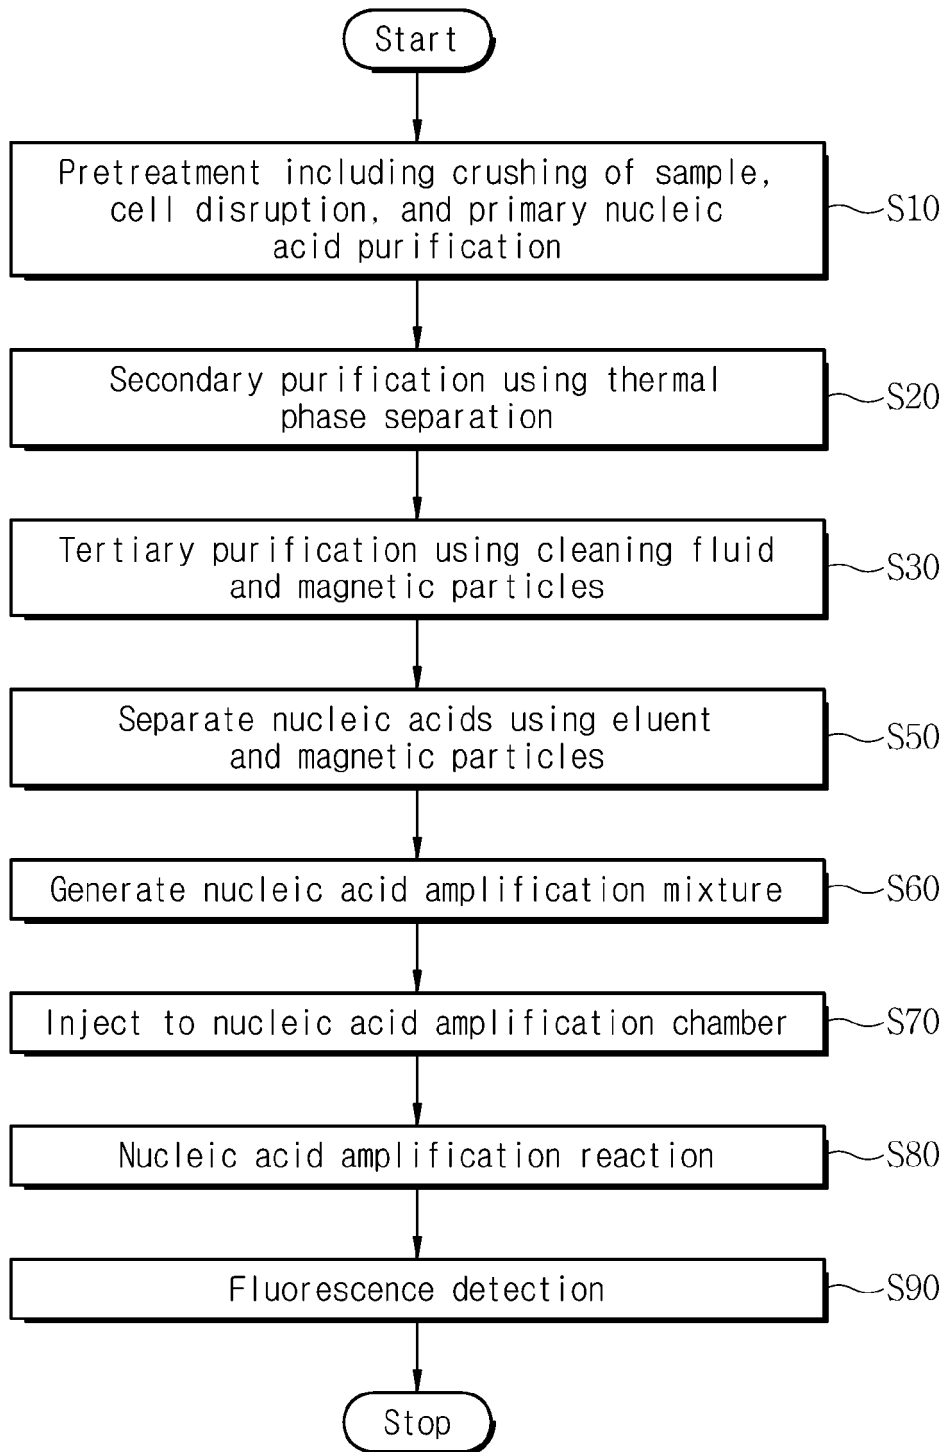 Start
Pretreatment including crushing of sample,
cell disruption, and primary nucleic
acid purification
S10
Secondary purification using thermal
phase separation
S20
Tertiary purification using cleaning fluid
and magnetic particles
S30
Separate nucleic acids using eluent
and magnetic particles
S50
Generate nucleic acid amplification mixture
S60
Inject to nucleic acid amplification chamber
S70
Nucleic acid amplification reaction
S80
Fluorescence detection
S90
Stop